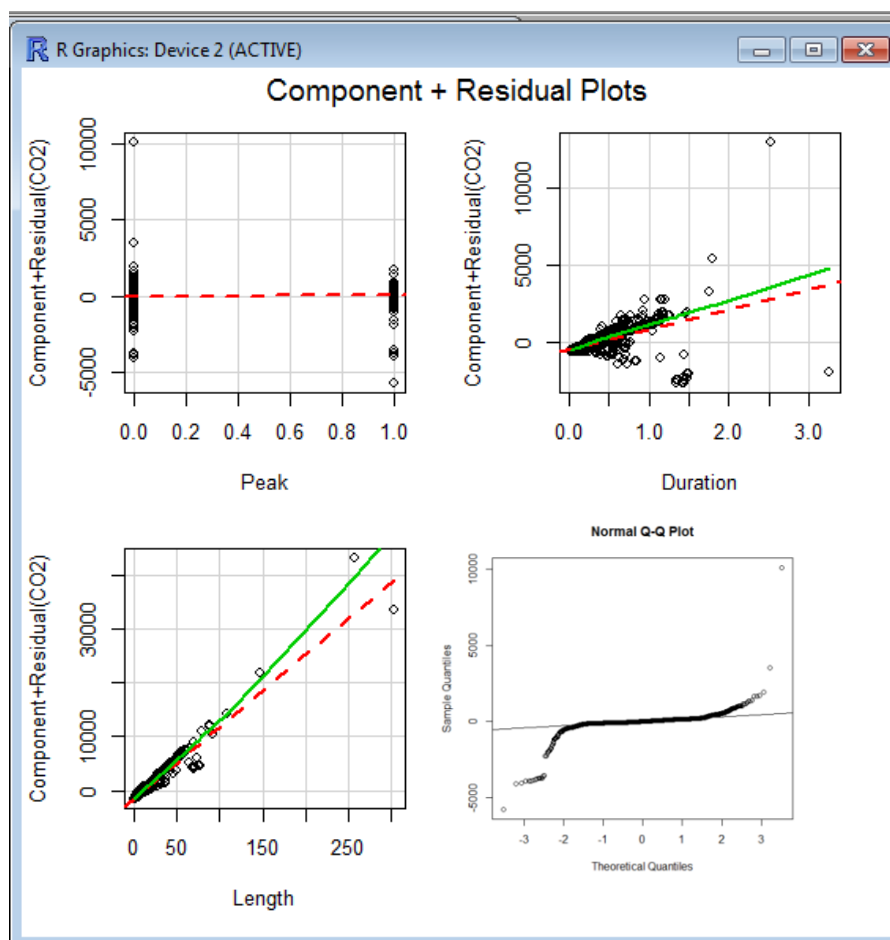 R Graphics: Device 2 (ACTIVE)
Component + Residual Plots
Component+Residual(CO2)
-5000 0 5000 10000
0.0 0.2 0.4 0.6 0.8 1.0
Peak
Component+Residual(CO2)
0 5000 10000
0.0 1.0 2.0 3.0
Duration
Component+Residual(CO2)
0 10000 30000
0 50 150 250
Length
Normal Q-Q Plot
Sample Quantiles
-5000 0 5000 10000
-3 -2 -1 0 1 2 3
Theoretical Quantiles